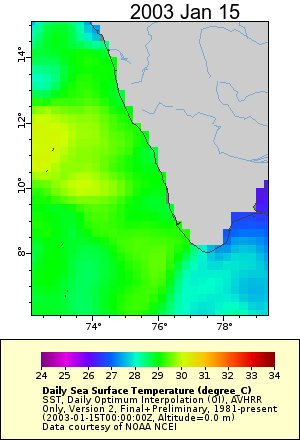 2003 Jan 15
14°
12°
10°
8°
74° 76° 78°
24 25 26 27 28 29 30 31 32 33 34
Daily Sea Surface Temperature (degree_C)
SST, Daily Optimum Interpolation (OI), AVHRR
Only, Version 2, Final+Preliminary, 1981-present
(2003-01-15T00:00:00Z, Altitude=0.0 m)
Data courtesy of NOAA NCEI